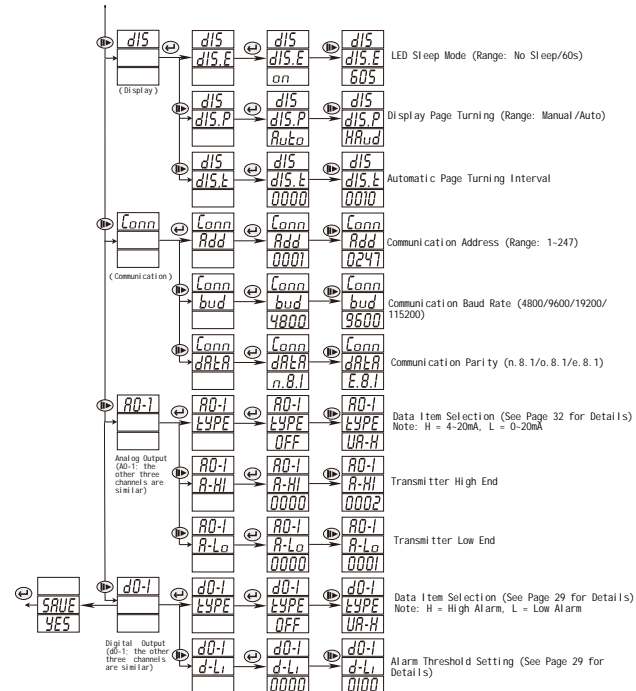 dIS dIS dIS dIS
dIS.E dIS.E dIS.E LED Sleep Mode (Range: No Sleep/60s)
on 60S
(Display)
dIS dIS dIS
dIS.P dIS.P dIS.P Display Page Turning (Range: Manual/Auto)
Auto HAud
dIS dIS dIS
dIS.t dIS.t dIS.t Automatic Page Turning Interval
0000 0010
Conn Conn Conn Conn
Add Add Add Communication Address (Range: 1~247)
0001 0247
(Communication)
Conn Conn Conn
bud bud bud Communication Baud Rate (4800/9600/19200/
115200)
4800 9600
Conn Conn Conn
dAtA dAtA dAtA Communication Parity (n.8.1/o.8.1/e.8.1)
n.8.1 E.8.1
AO-1 AO-1 AO-1 AO-1
tYPE tYPE tYPE Data Item Selection (See Page 32 for Details)
Note: H = 4~20mA, L = 0~20mA
OFF UA-H
Analog Output
(AO-1; the
other three
channels are
similar)
AO-1 AO-1 AO-1
A-HI A-HI A-HI Transmitter High End
0000 0002
AO-1 AO-1 AO-1
A-Lo A-Lo A-Lo Transmitter Low End
0000 0001
dO-1 dO-1 dO-1 dO-1
SAVE tYPE tYPE tYPE Data Item Selection (See Page 29 for Details)
Note: H = High Alarm, L = Low Alarm
YES OFF UA-H
Digital Output
(dO-1; the other
three channels
are similar)
dO-1 dO-1 dO-1
d-Li d-Li d-Li Alarm Threshold Setting (See Page 29 for
Details)
0000 0100